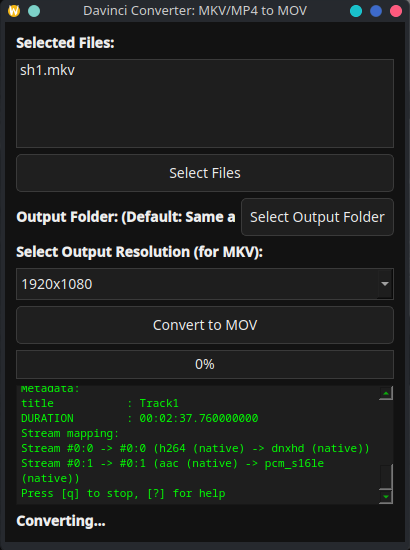 Davinci Converter: MKV/MP4 to MOV
Selected Files:
sh1.mkv
Select Files
Output Folder: (Default: Same a
Select Output Folder
Select Output Resolution (for MKV):
1920x1080
Convert to MOV
0%
Metadata:
title : Track1
DURATION : 00:02:37.760000000
Stream mapping:
Stream #0:0 -> #0:0 (h264 (native) -> dnxhd (native))
Stream #0:1 -> #0:1 (aac (native) -> pcm_s16le
(native))
Press [q] to stop, [?] for help
Converting...